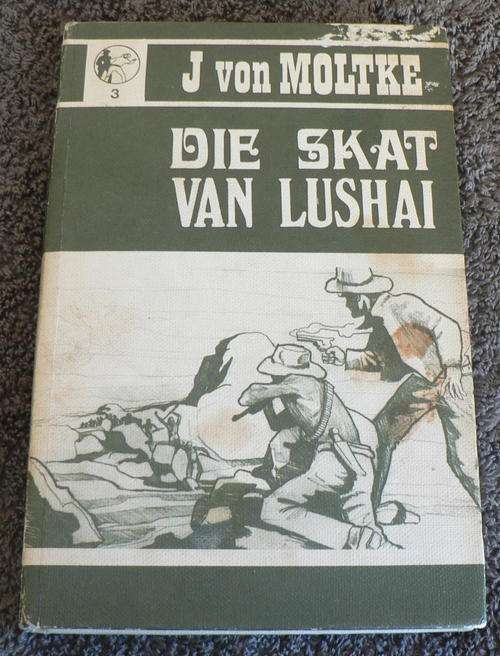 J von MOLTKE
3
DIE SKAT
VAN LUSHAI